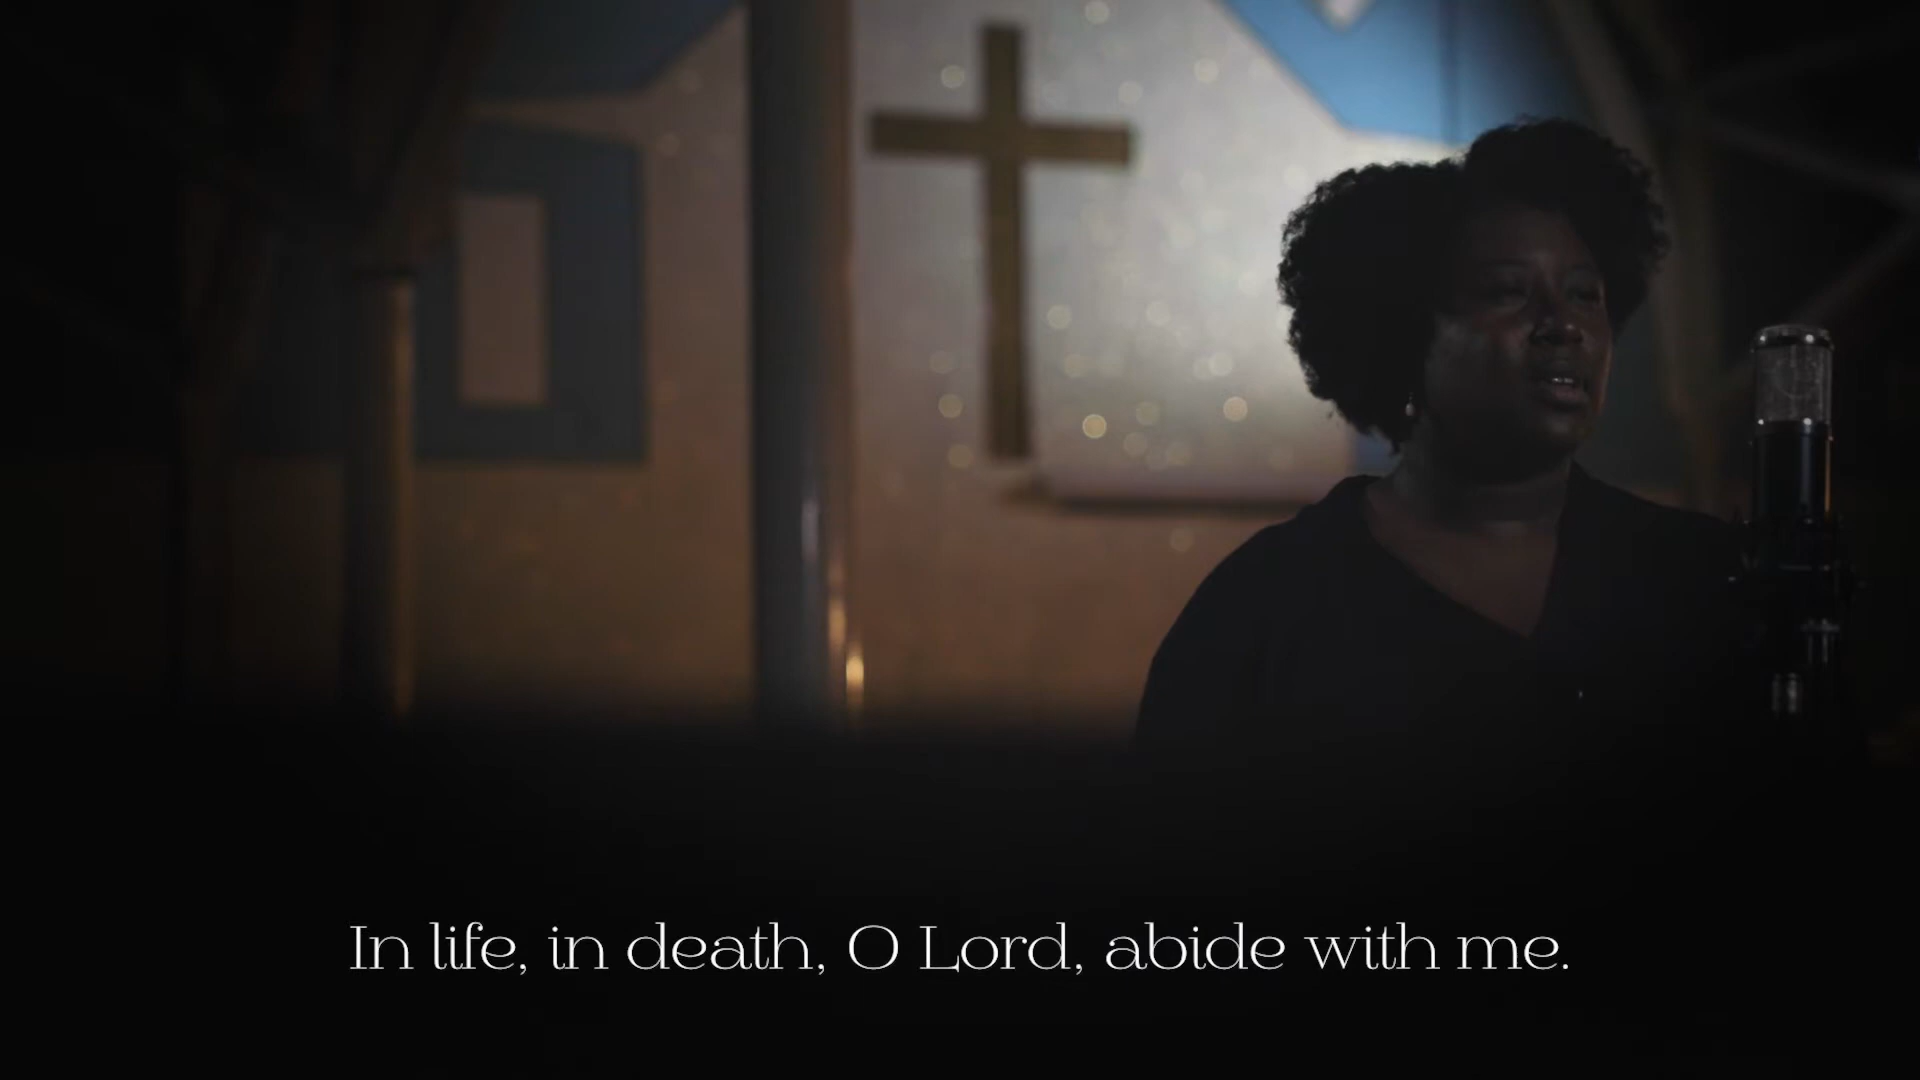 In life, in death, O Lord, abide with me.